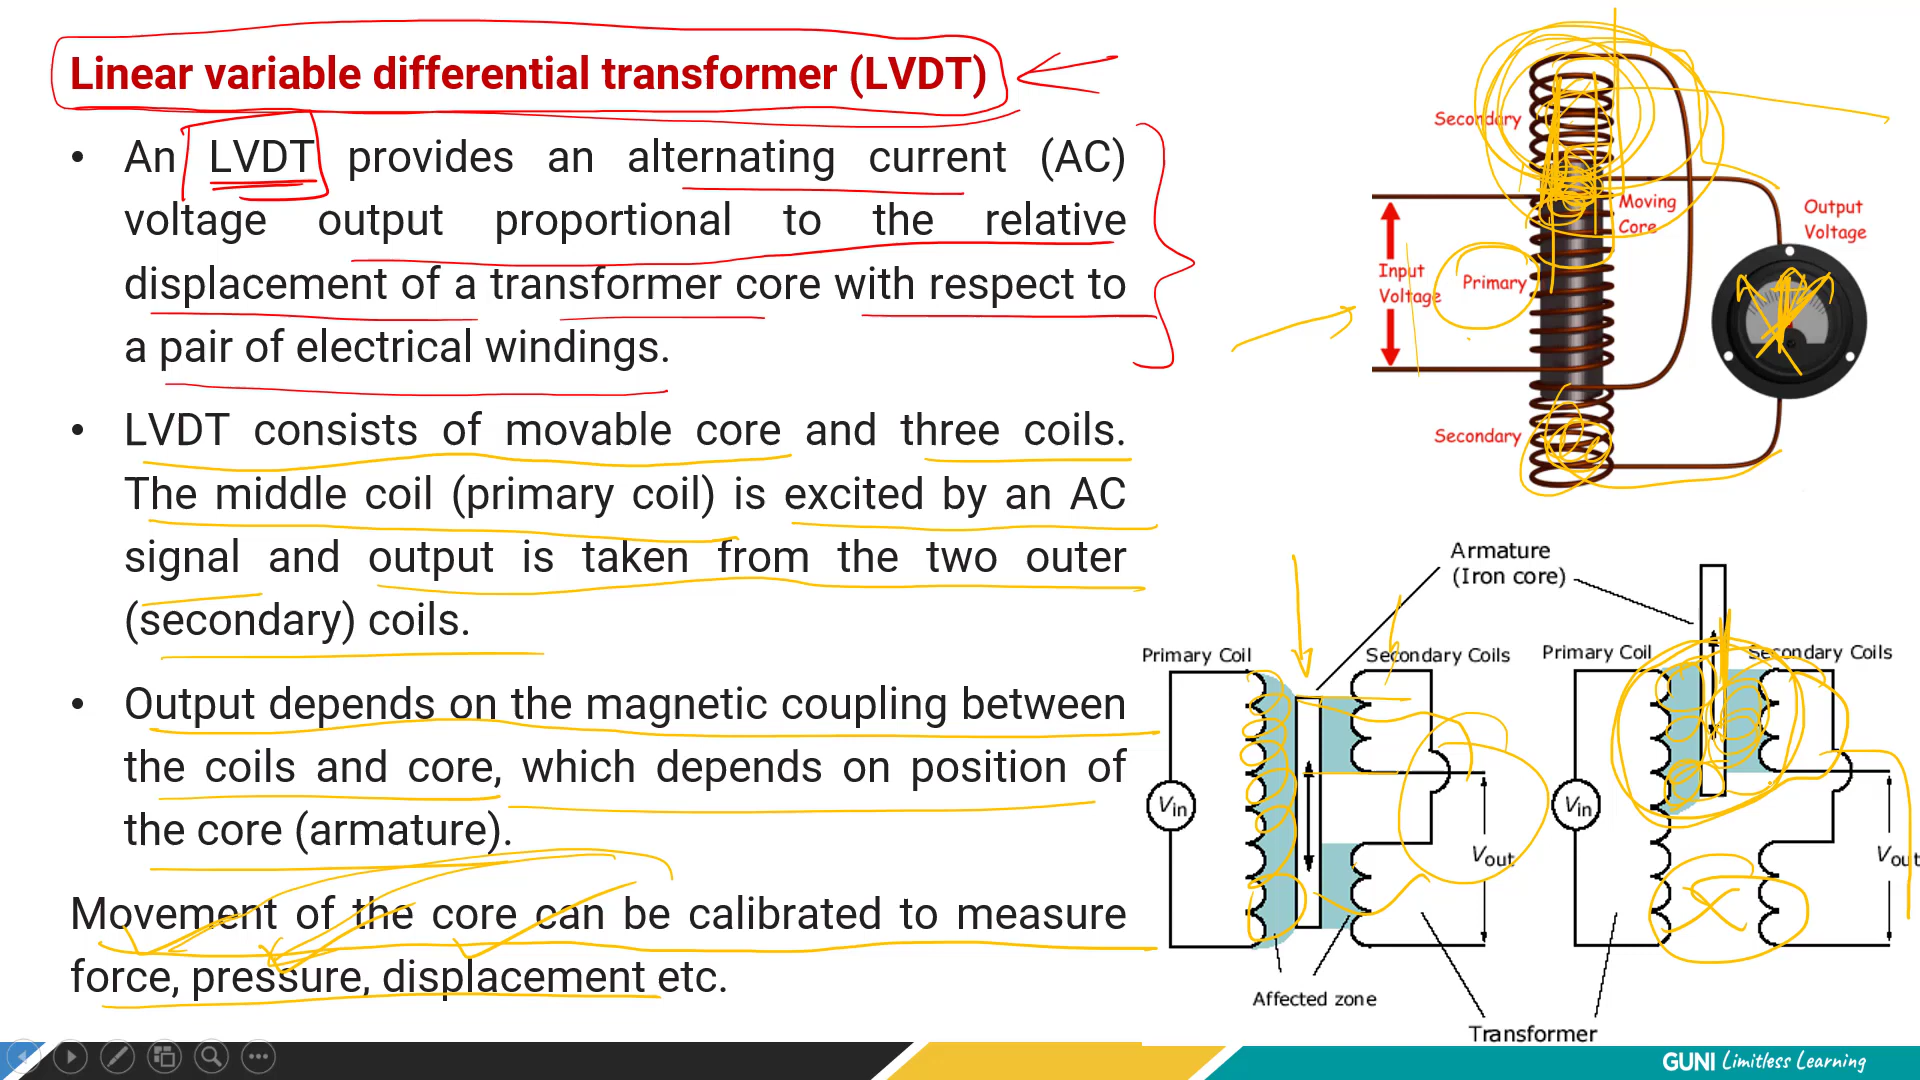 Linear variable differential transformer (LVDT)
• An LVDT provides an alternating current (AC)
voltage output proportional to the relative
displacement of a transformer core with respect to
a pair of electrical windings.
• LVDT consists of movable core and three coils.
The middle coil (primary coil) is excited by an AC
signal and output is taken from the two outer
(secondary) coils.
• Output depends on the magnetic coupling between
the coils and core, which depends on position of
the core (armature).
Movement of the core can be calibrated to measure
force, pressure, displacement etc.
Secondary
Moving
Core
Output
Voltage
Input
Voltage
Primary
Secondary
Armature
(Iron core)
Primary Coil
Secondary Coils
Primary Coil
Secondary Coils
Vin
Vout
Vin
Vout
Affected zone
Transformer
GUNI Limitless Learning